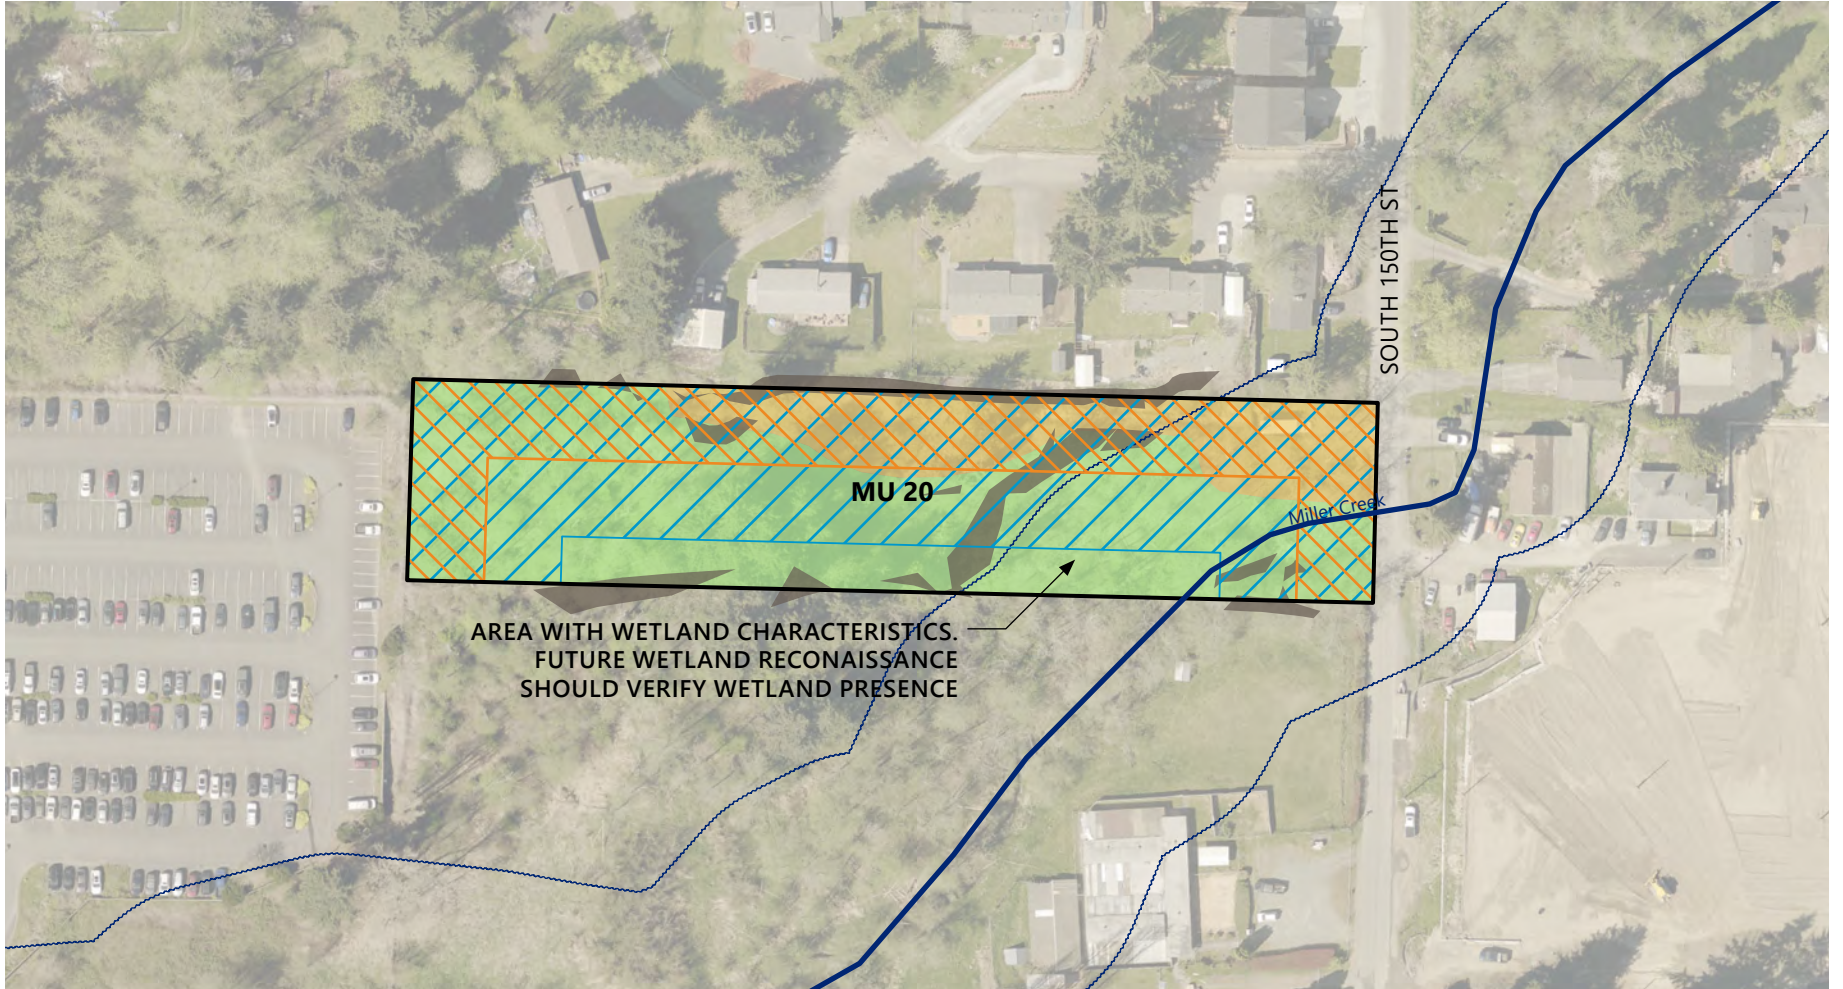 SOUTH 150TH ST
MU 20
Miller Creek
AREA WITH WETLAND CHARACTERISTICS.
FUTURE WETLAND RECONAISSANCE
SHOULD VERIFY WETLAND PRESENCE